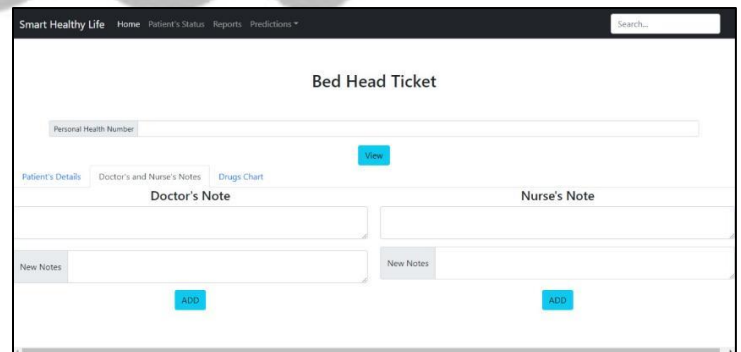 Smart Healthy Life Home Patient's Status Reports Predictions Search...
Bed Head Ticket
Personal Health Number
View
Patient's Details Doctor's and Nurse's Notes Drugs Chart
Doctor's Note Nurse's Note
New Notes New Notes
ADD ADD